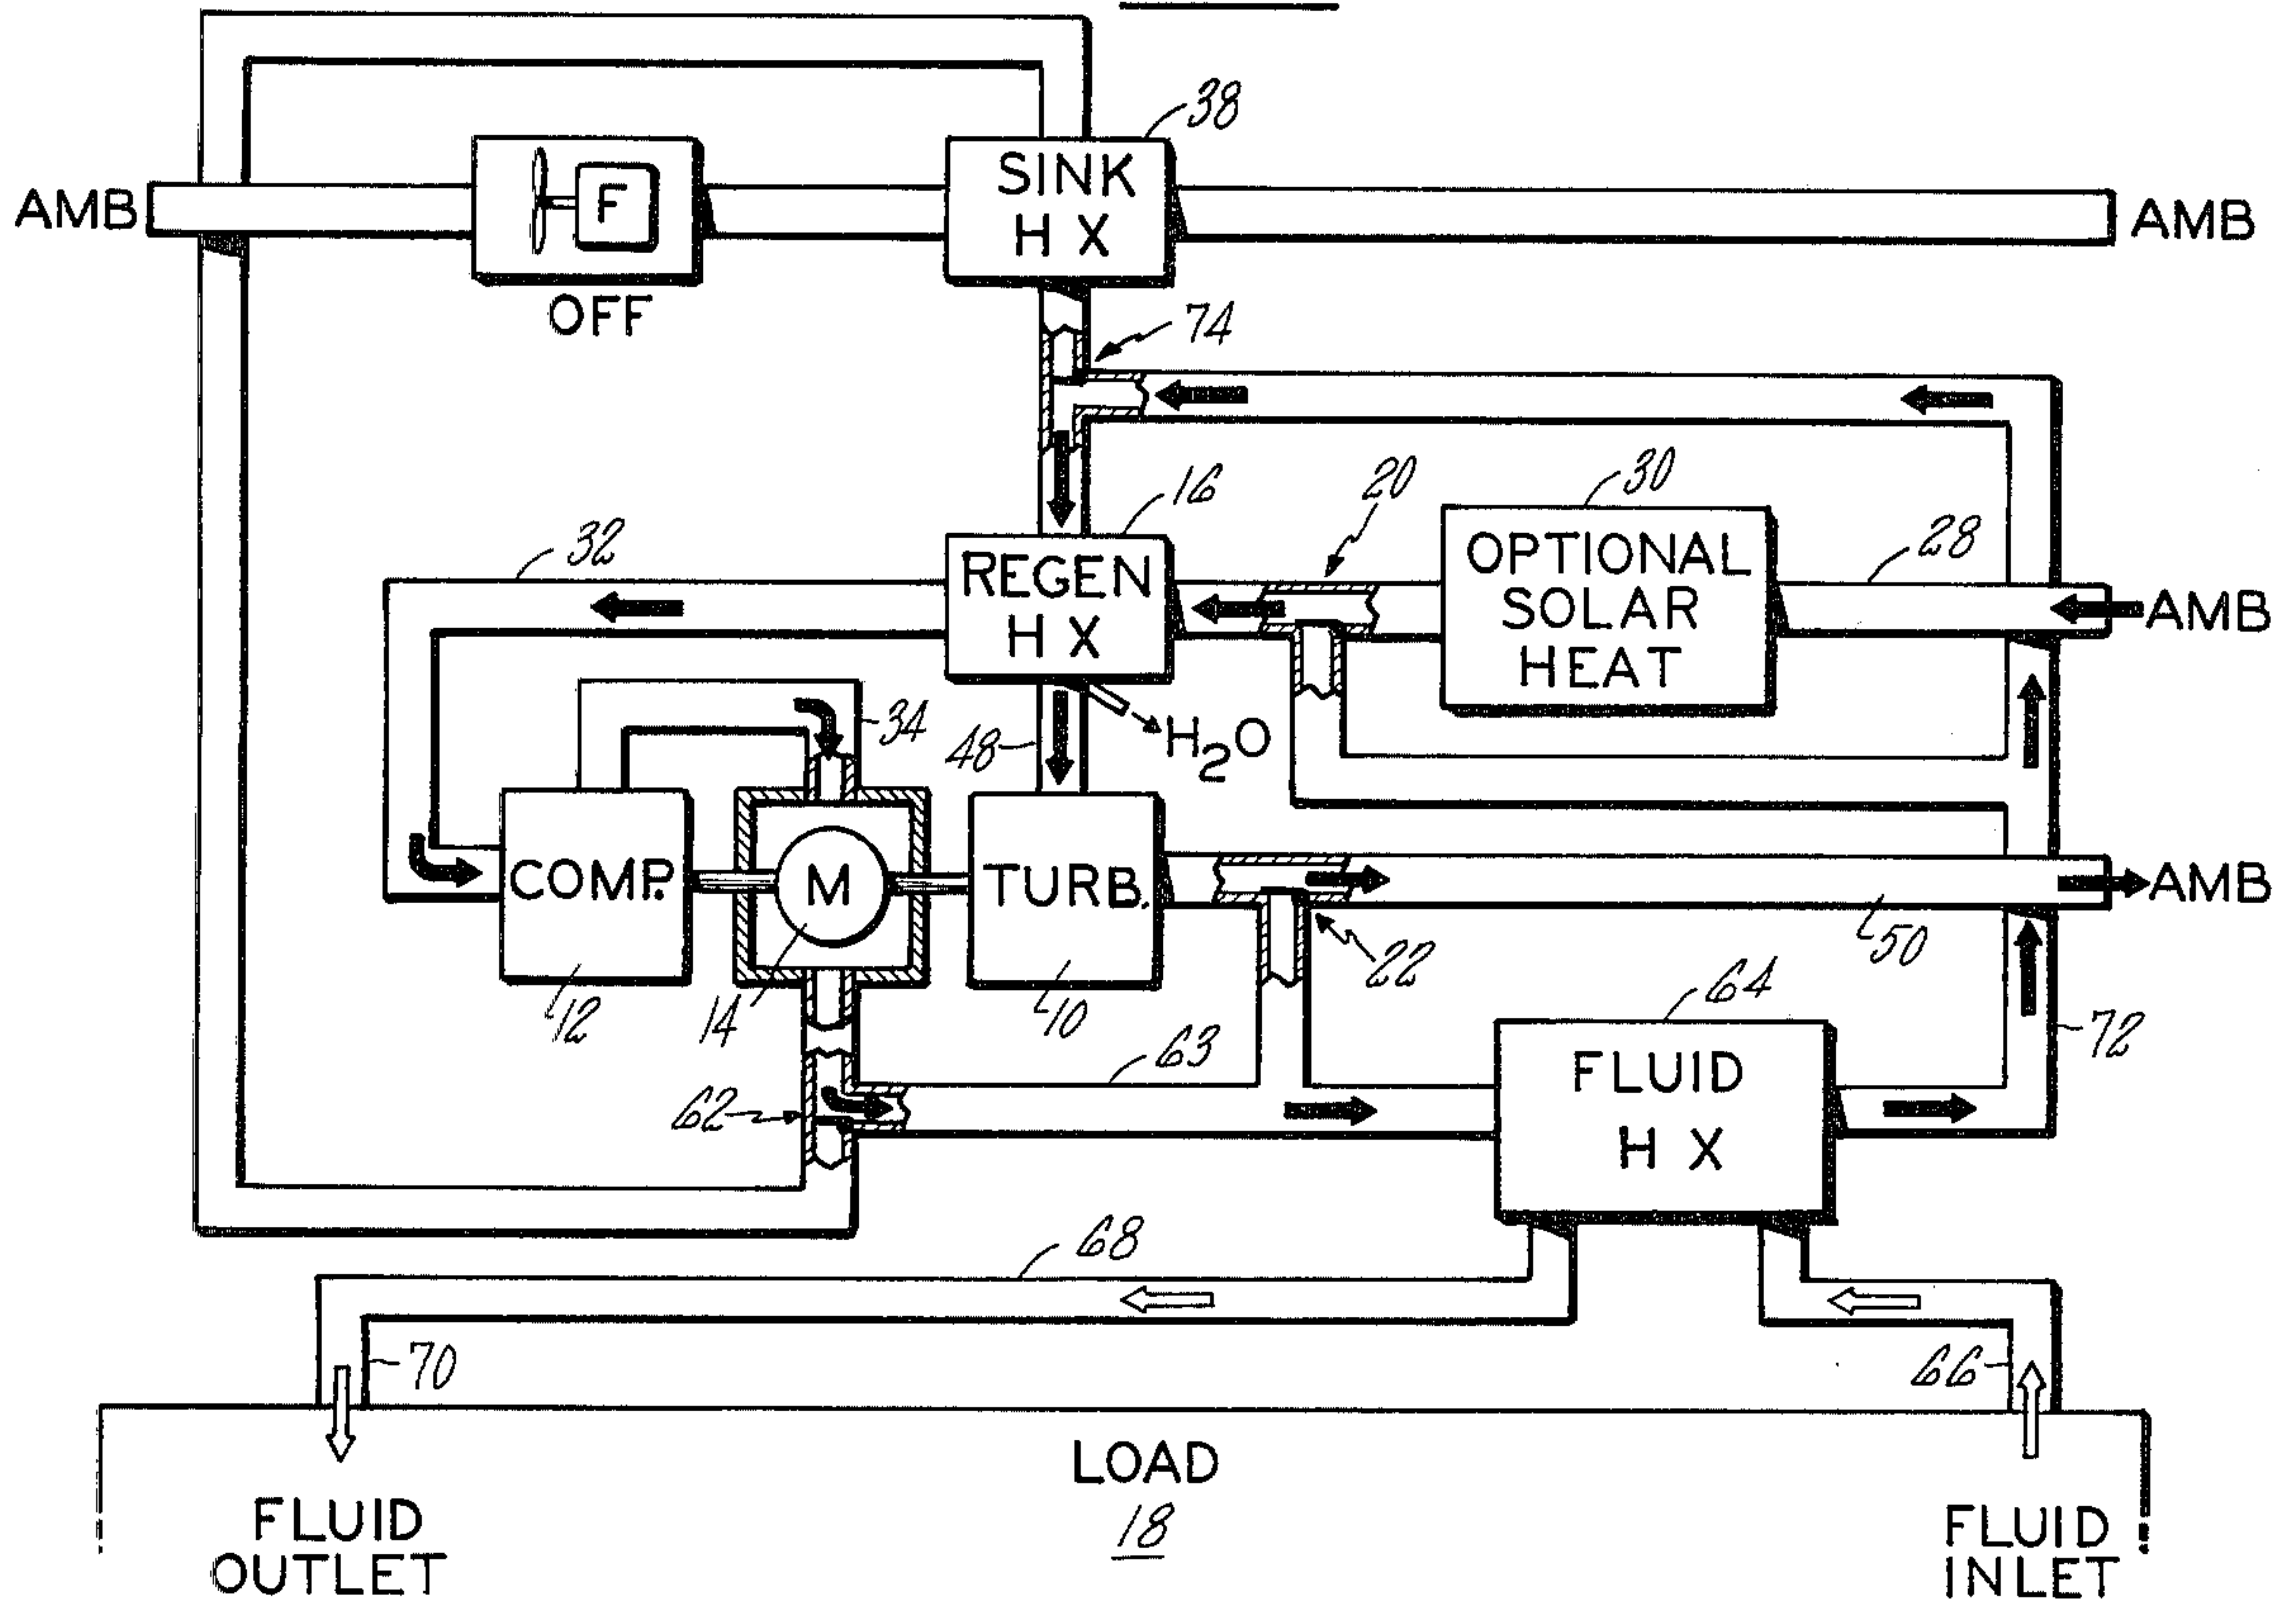 38
SINK
H X
AMB
F
AMB
OFF
74
20
30
16
28
32
REGEN
H X
OPTIONAL
SOLAR
HEAT
AMB
34
48
H2O
COMP.
M
TURB.
AMB
50
22
12
14
10
64
63
72
62
FLUID
H X
68
70
66
LOAD
18
FLUID
OUTLET
FLUID
INLET